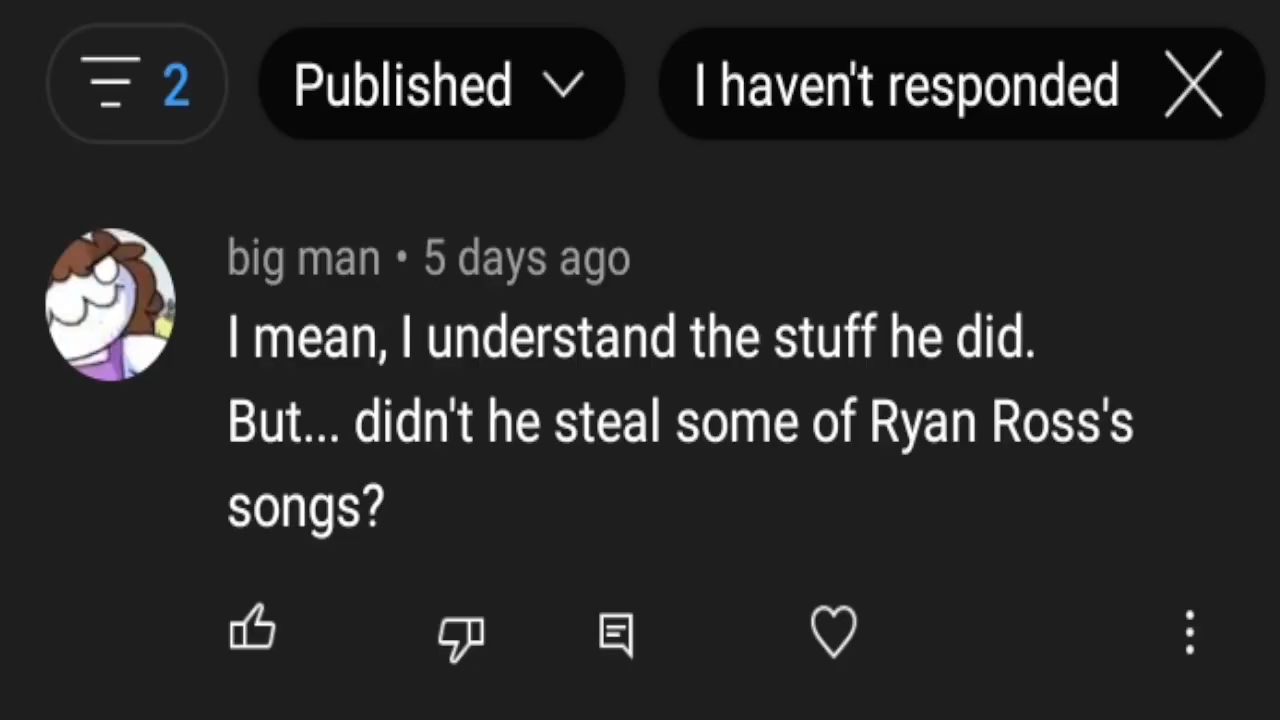 2 Published I haven't responded
big man • 5 days ago
I mean, I understand the stuff he did.
But... didn't he steal some of Ryan Ross's
songs?